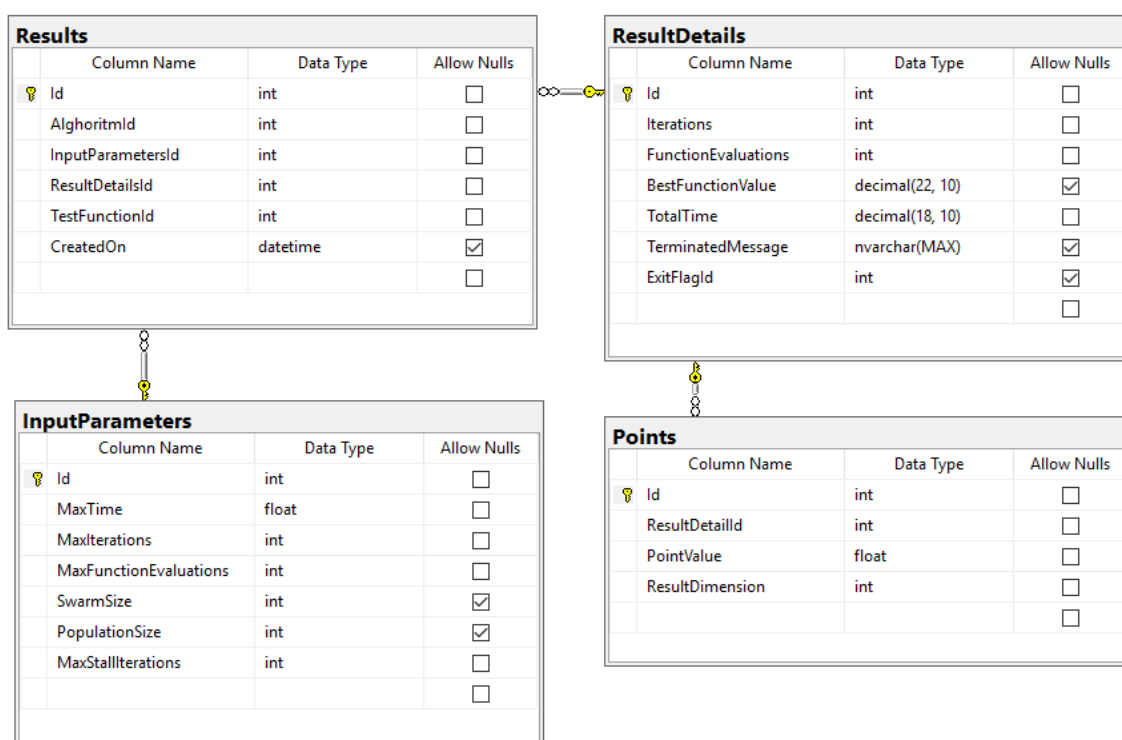 Results
Column Name Data Type Allow Nulls
Id int
AlghoritmId int
InputParametersId int
ResultDetailsId int
TestFunctionId int
CreatedOn datetime
ResultDetails
Column Name Data Type Allow Nulls
Id int
Iterations int
FunctionEvaluations int
BestFunctionValue decimal(22, 10)
TotalTime decimal(18, 10)
TerminatedMessage nvarchar(MAX)
ExitFlagId int
InputParameters
Column Name Data Type Allow Nulls
Id int
MaxTime float
MaxIterations int
MaxFunctionEvaluations int
SwarmSize int
PopulationSize int
MaxStallIterations int
Points
Column Name Data Type Allow Nulls
Id int
ResultDetailId int
PointValue float
ResultDimension int